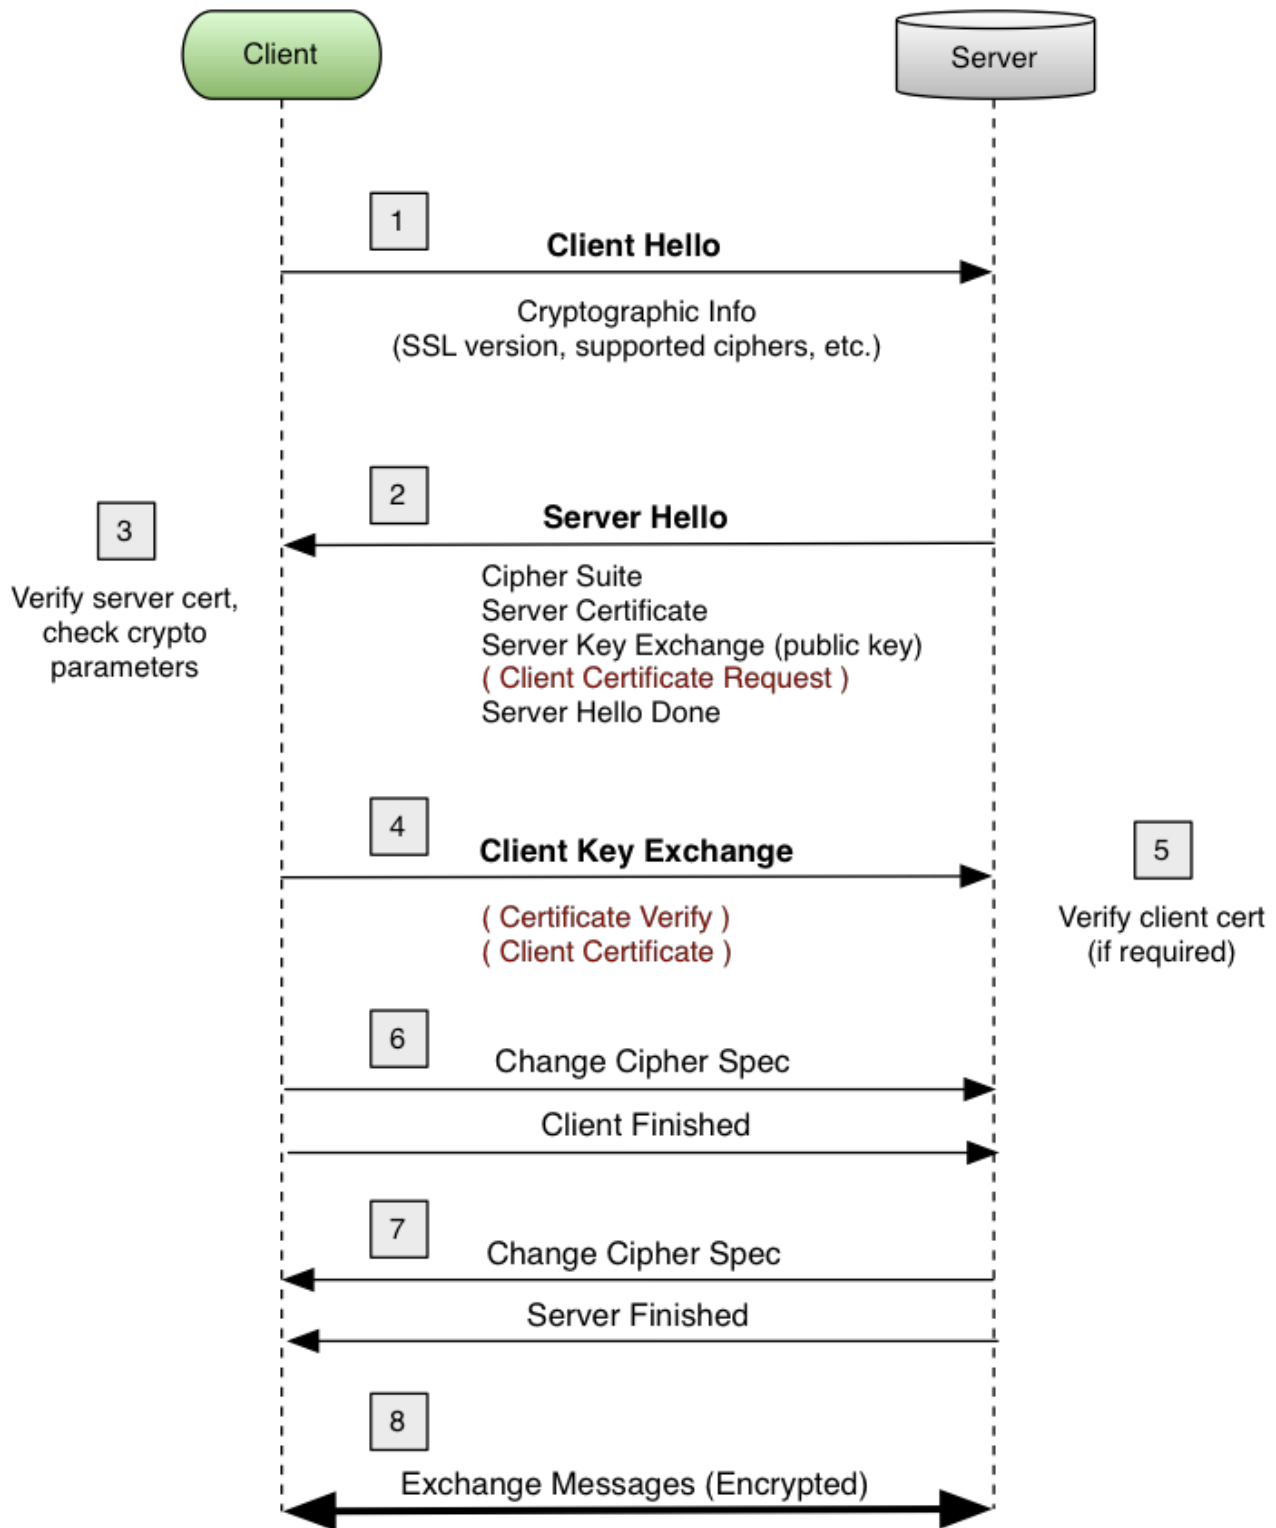 Client
Server
1
Client Hello
Cryptographic Info
(SSL version, supported ciphers, etc.)
2
Server Hello
3
Verify server cert,
check crypto
parameters
Cipher Suite
Server Certificate
Server Key Exchange (public key)
( Client Certificate Request )
Server Hello Done
4
Client Key Exchange
( Certificate Verify )
( Client Certificate )
5
Verify client cert
(if required)
6
Change Cipher Spec
Client Finished
7
Change Cipher Spec
Server Finished
8
Exchange Messages (Encrypted)